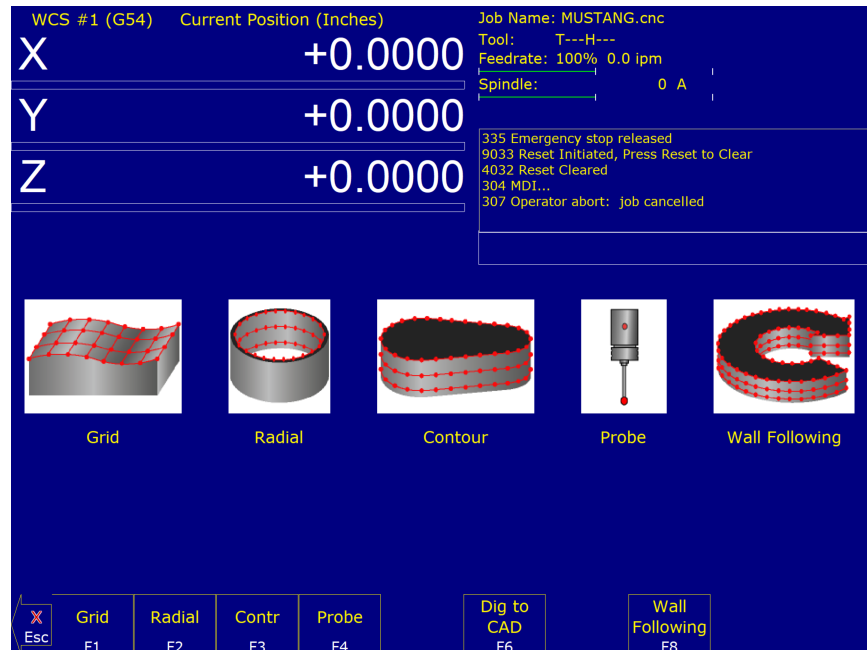 WCS #1 (G54) Current Position (Inches)
X +0.0000
Y +0.0000
Z +0.0000
Job Name: MUSTANG.cnc
Tool: T---H---
Feedrate: 100% 0.0 ipm
Spindle: 0 A
335 Emergency stop released
9033 Reset Initiated, Press Reset to Clear
4032 Reset Cleared
304 MDI...
307 Operator abort: job cancelled
Grid
Radial
Contour
Probe
Wall Following
X
Esc
Grid
F1
Radial
F2
Contr
F3
Probe
F4
Dig to
CAD
F6
Wall
Following
F8